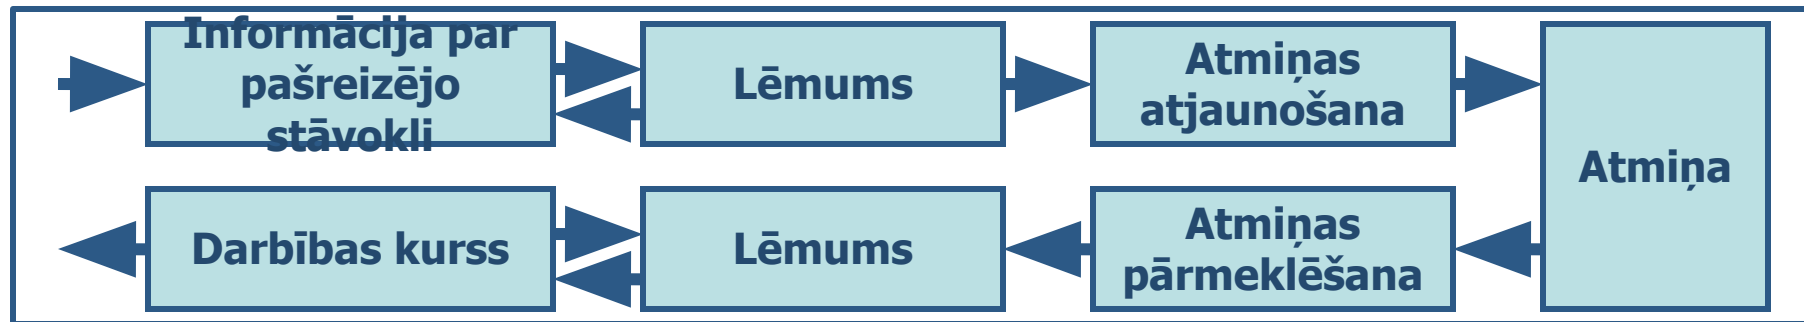 Informācija par
pašreizējo
stāvokli
Lēmums
Atmiņas
atjaunošana
Atmiņa
Darbības kurss
Lēmums
Atmiņas
pārmeklēšana